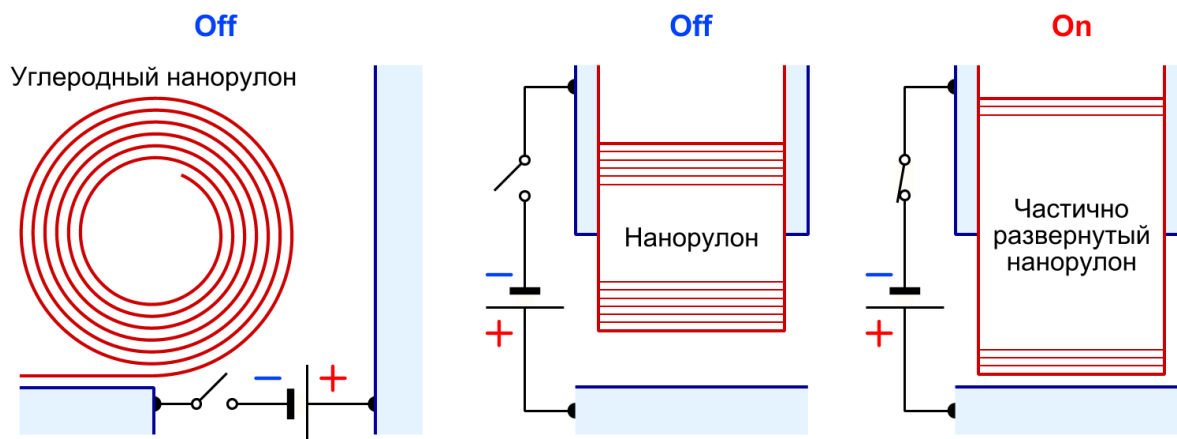 Off
Off
On
Углеродный нанорулон
Нанорулон
Частично
развернутый
нанорулон
− +
−
+
−
+